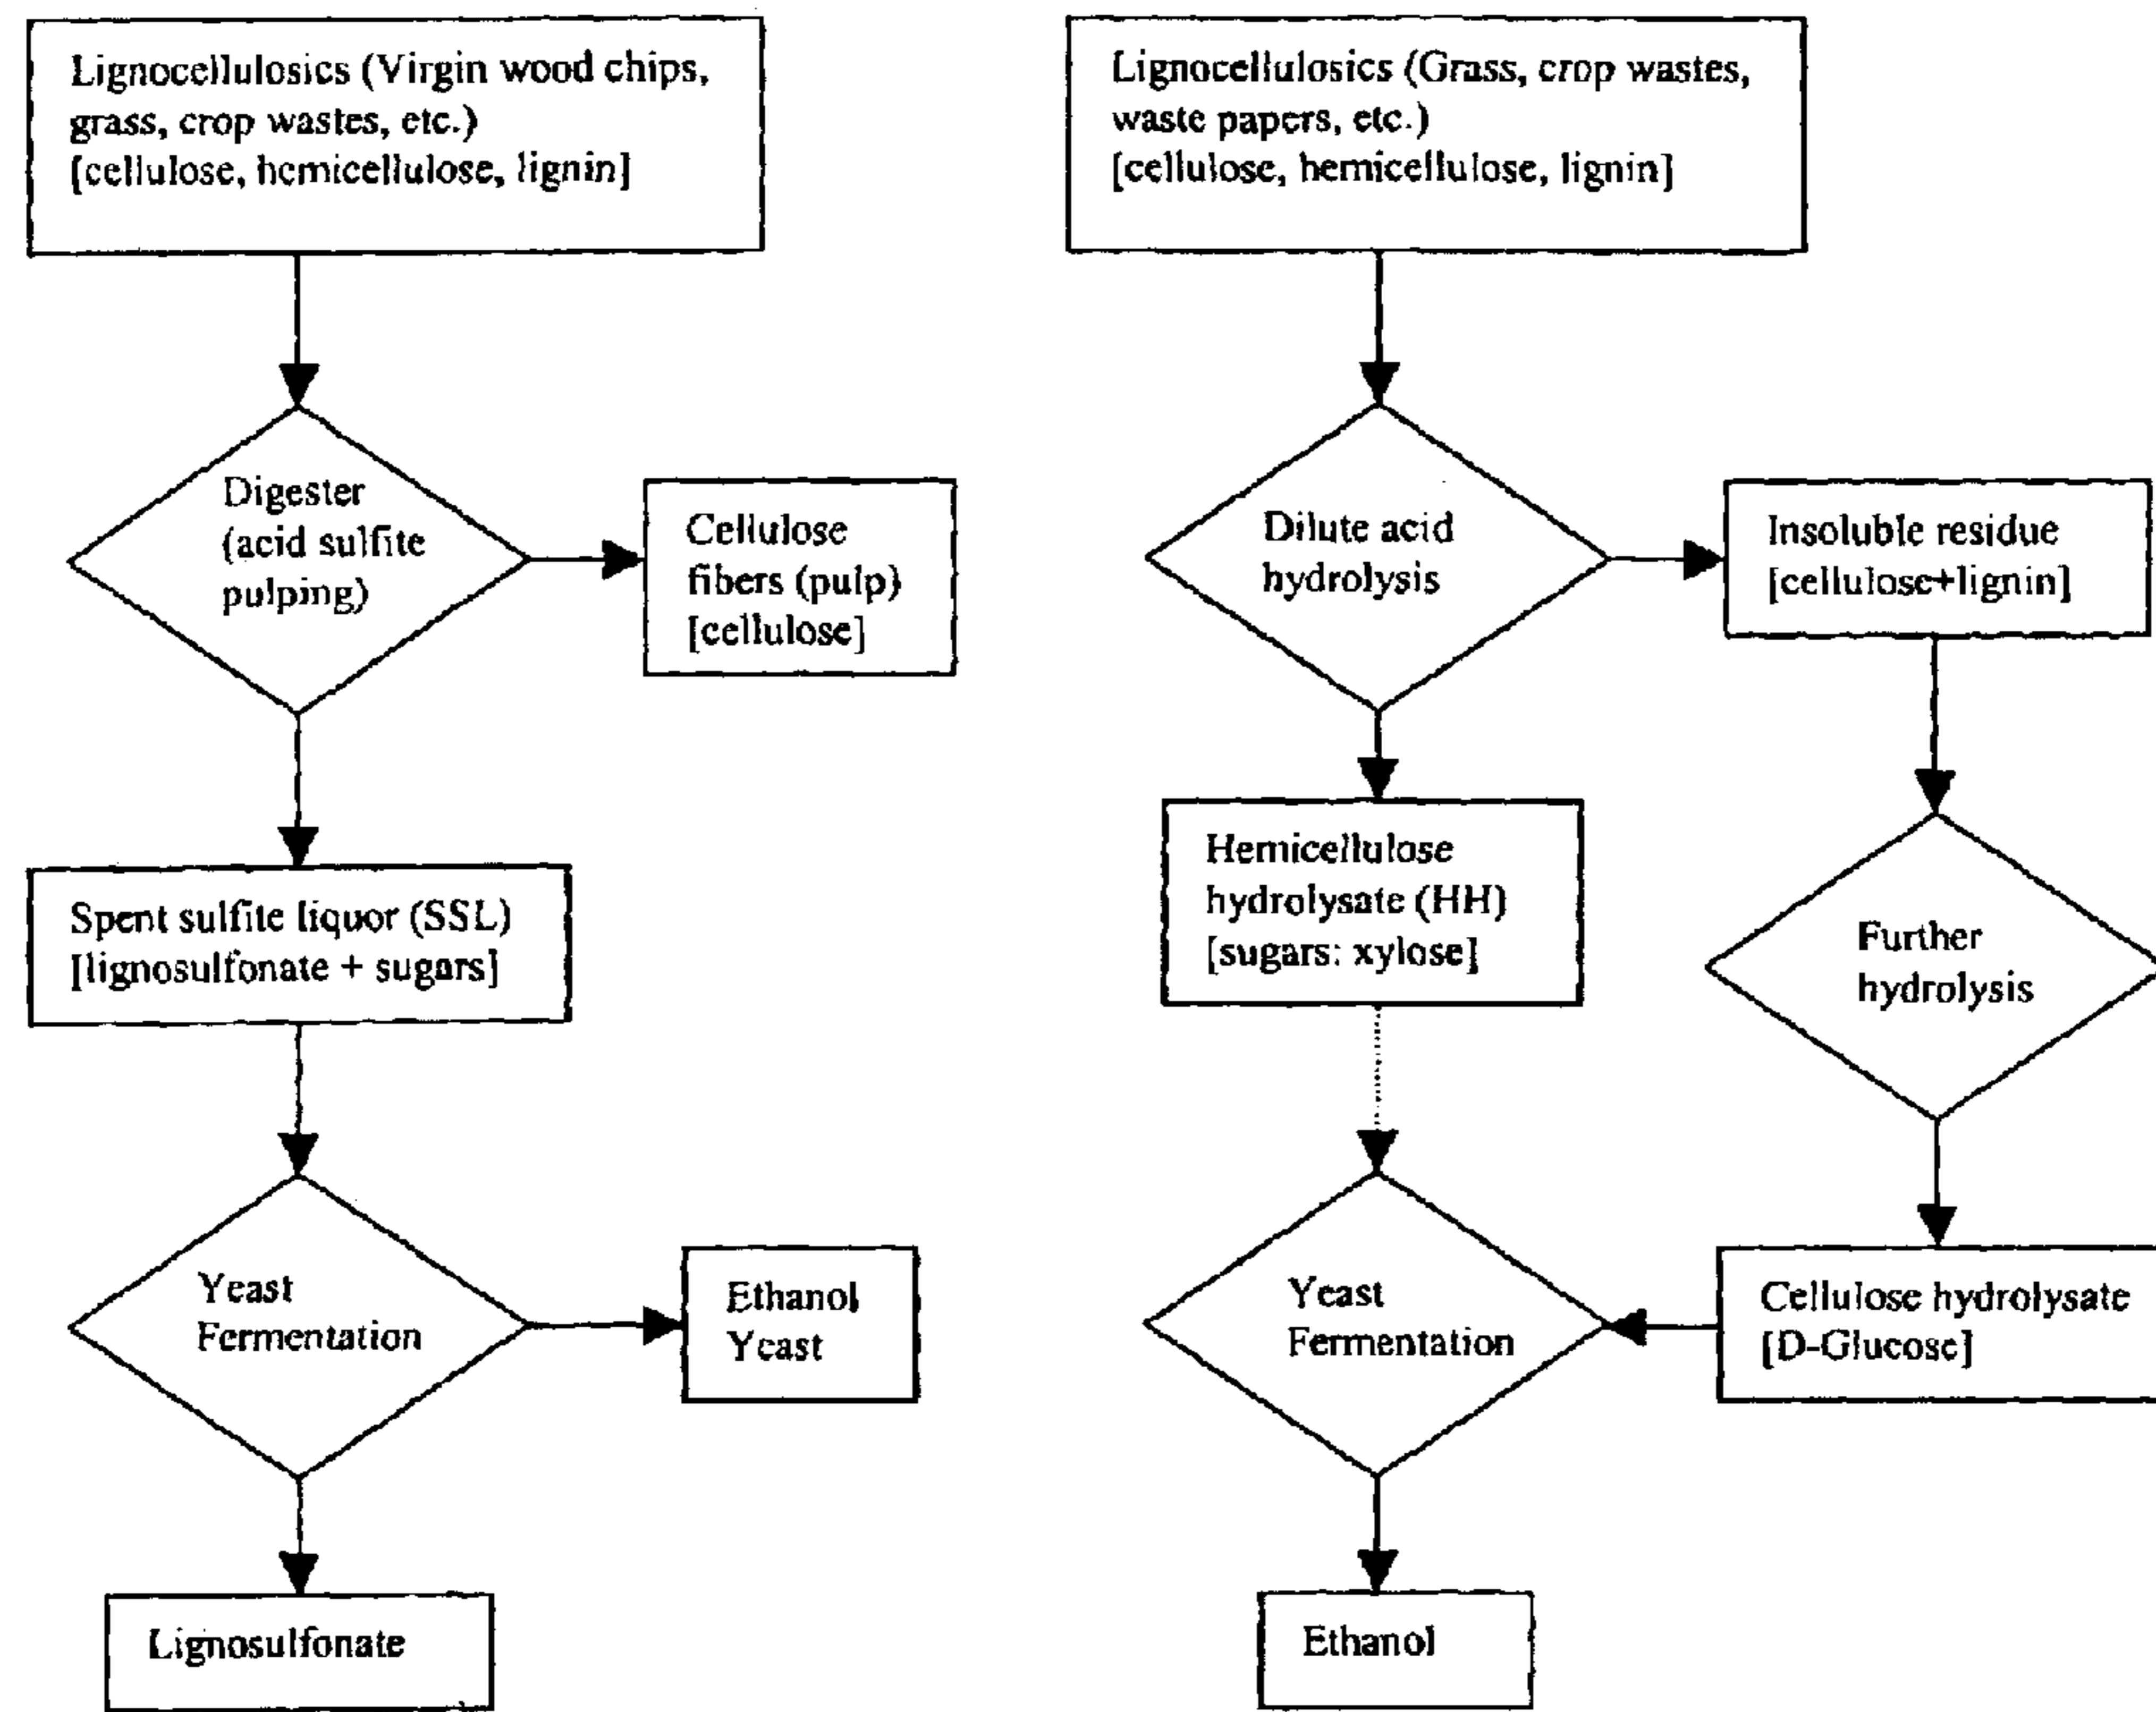 Lignocellulosics (Virgin wood chips,
grass, crop wastes, etc.)
[cellulose, hemicellulose, lignin]
Digester
(acid sulfite
pulping)
Cellulose
fibers (pulp)
[cellulose]
Spent sulfite liquor (SSL)
[lignosulfonate + sugars]
Yeast
Fermentation
Ethanol
Yeast
Lignosulfonate
Lignocellulosics (Grass, crop wastes,
waste papers, etc.)
[cellulose, hemicellulose, lignin]
Dilute acid
hydrolysis
Insoluble residue
[cellulose+lignin]
Hemicellulose
hydrolysate (HH)
[sugars: xylose]
Further
hydrolysis
Yeast
Fermentation
Cellulose hydrolysate
[D-Glucose]
Ethanol